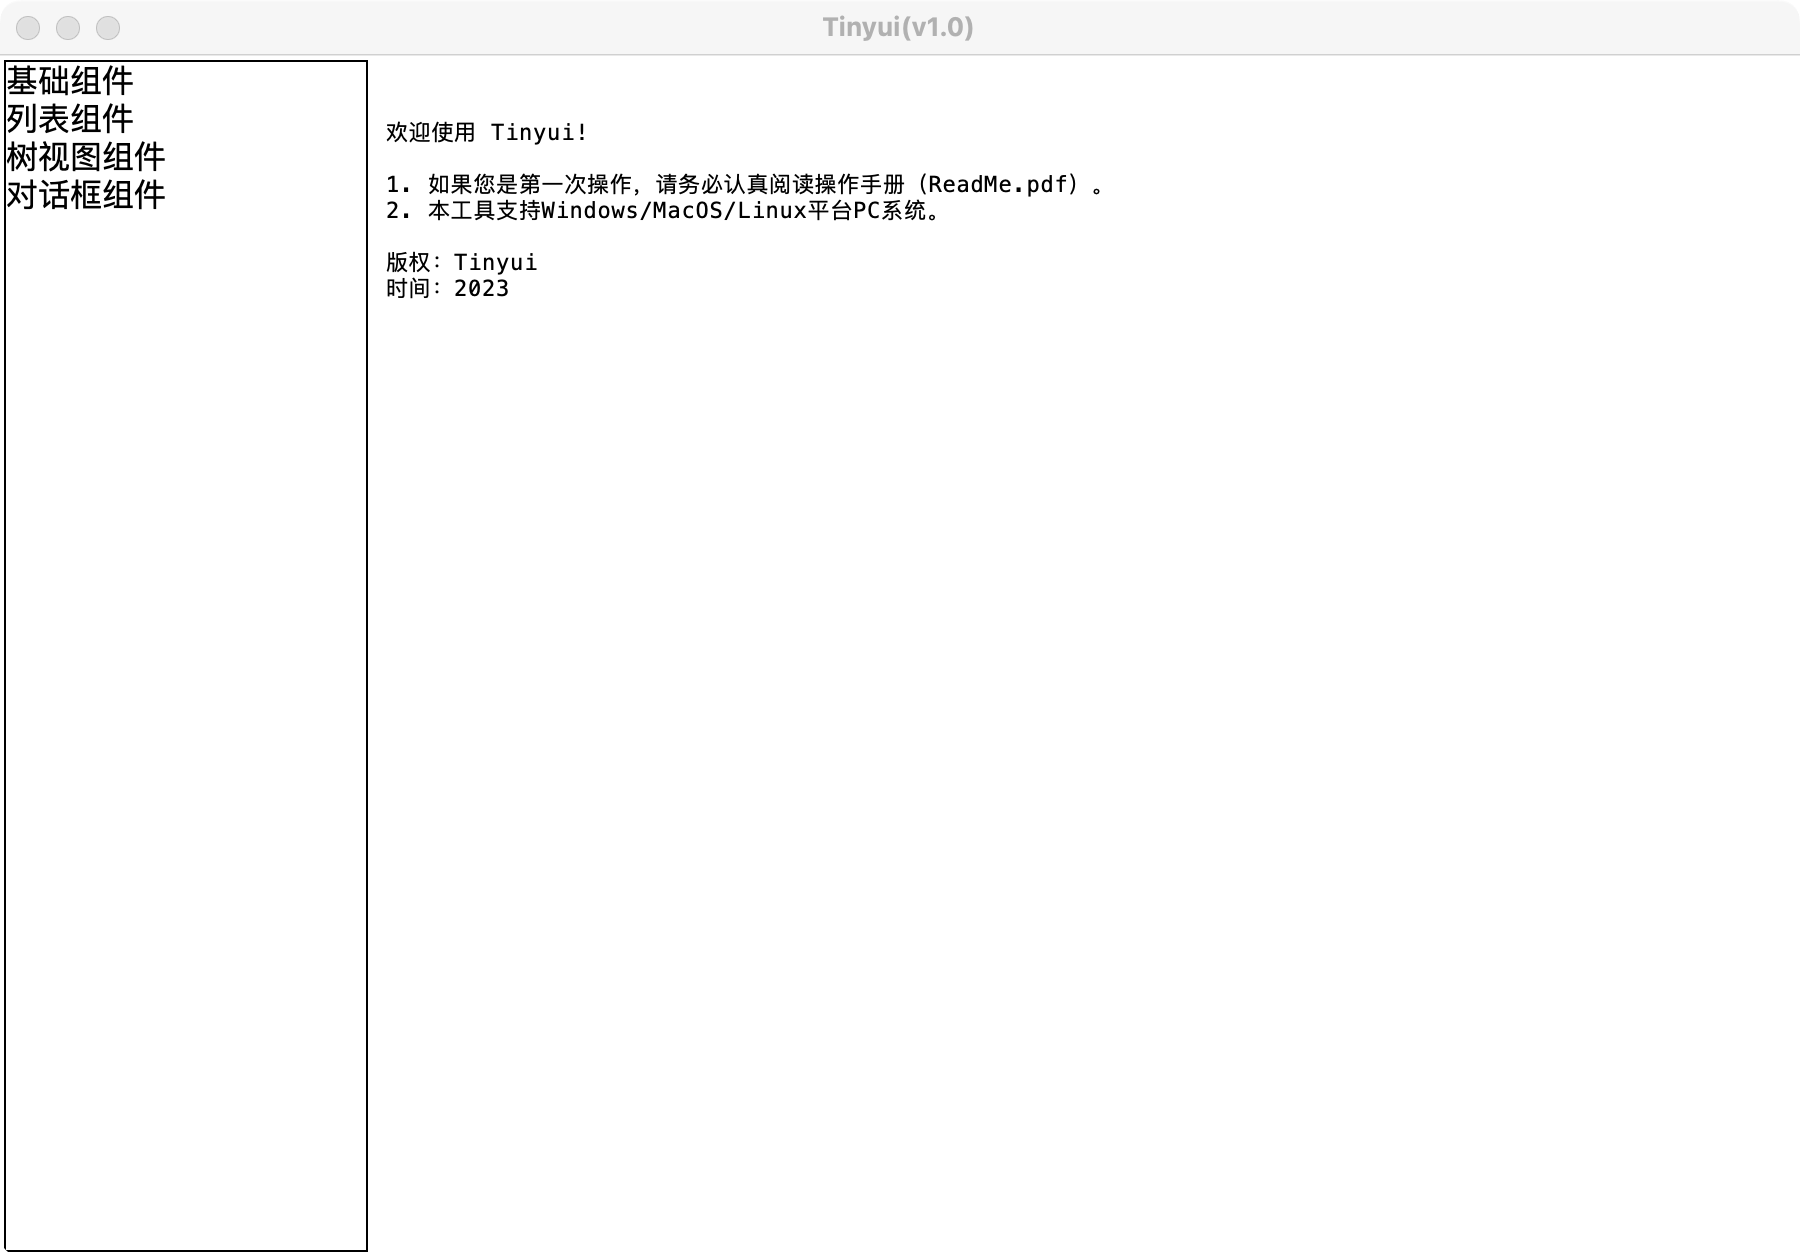 Tinyui(v1.0)
基础组件
列表组件
树视图组件
对话框组件
欢迎使用 Tinyui!
1. 如果您是第一次操作，请务必认真阅读操作手册（ReadMe.pdf）。
2. 本工具支持Windows/MacOS/Linux平台PC系统。
版权：Tinyui
时间：2023